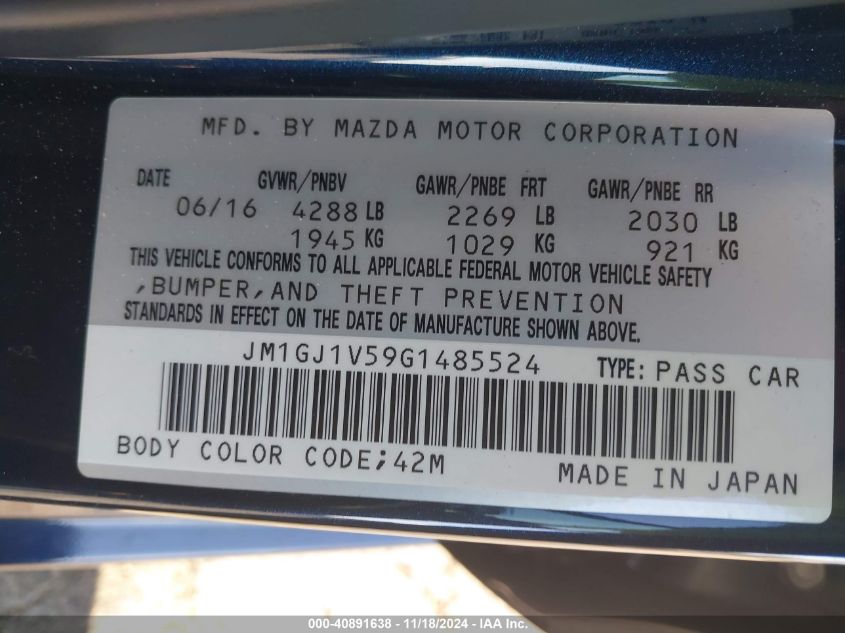 MFD. BY MAZDA MOTOR CORPORATION
DATE GVWR/PNBV GAWR/PNBE FRT GAWR/PNBE RR
06/16 4288 LB 2269 LB 2030 LB
1945 KG 1029 KG 921 KG
THIS VEHICLE CONFORMS TO ALL APPLICABLE FEDERAL MOTOR VEHICLE SAFETY
,BUMPER,AND THEFT PREVENTION
STANDARDS IN EFFECT ON THE DATE OF MANUFACTURE SHOWN ABOVE.
JM1GJ1V59G1485524 TYPE: PASS CAR
BODY COLOR CODE;42M
MADE IN JAPAN
000-40891638 - 11/18/2024 - IAA Inc.